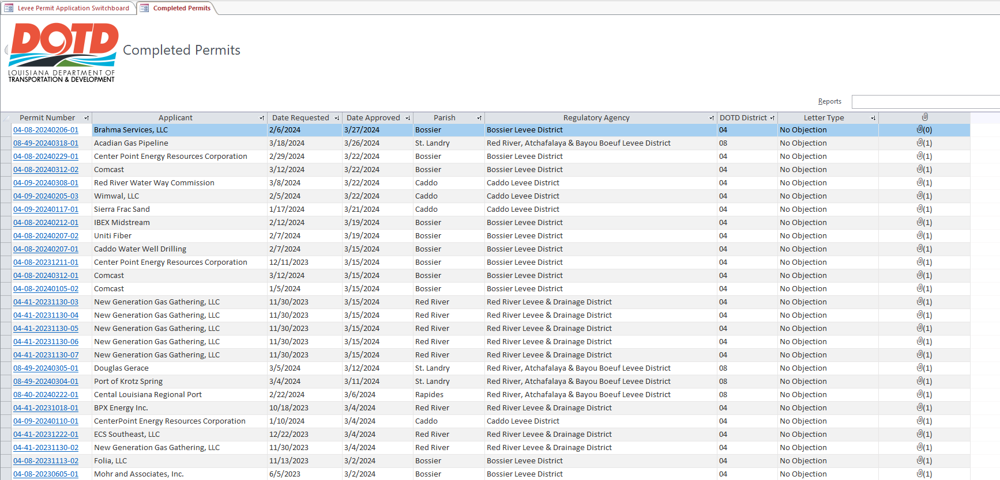 Levee Permit Application Switchboard Completed Permits
DOTD
LOUISIANA DEPARTMENT OF
TRANSPORTATION & DEVELOPMENT
Completed Permits
Reports
Permit Number Applicant Date Requested Date Approved Parish Regulatory Agency DOTD District Letter Type
04-08-20240206-01 Brahma Services, LLC 2/6/2024 3/27/2024 Bossier Bossier Levee District 04 No Objection (0)
08-49-20240318-01 Acadian Gas Pipeline 3/18/2024 3/26/2024 St. Landry Red River, Atchafalaya & Bayou Boeuf Levee District 08 No Objection (1)
04-08-20240229-01 Center Point Energy Resources Corporation 2/29/2024 3/22/2024 Bossier Bossier Levee District 04 No Objection (1)
04-08-20240312-02 Comcast 3/12/2024 3/22/2024 Bossier Bossier Levee District 04 No Objection (1)
04-09-20240308-01 Red River Water Way Commission 3/8/2024 3/22/2024 Caddo Caddo Levee District 04 No Objection (1)
04-09-20240205-03 Wimwal, LLC 2/5/2024 3/22/2024 Caddo Caddo Levee District 04 No Objection (1)
04-09-20240117-01 Sierra Frac Sand 1/17/2024 3/21/2024 Caddo Caddo Levee District 04 No Objection (1)
04-08-20240212-01 IBEX Midstream 2/12/2024 3/19/2024 Bossier Bossier Levee District 04 No Objection (1)
04-08-20240207-02 Uniti Fiber 2/7/2024 3/19/2024 Bossier Bossier Levee District 04 No Objection (1)
04-08-20240207-01 Caddo Water Well Drilling 2/7/2024 3/15/2024 Bossier Bossier Levee District 04 No Objection (1)
04-08-20231211-01 Center Point Energy Resources Corporation 12/11/2023 3/15/2024 Bossier Bossier Levee District 04 No Objection (1)
04-08-20240312-01 Comcast 3/12/2024 3/15/2024 Bossier Bossier Levee District 04 No Objection (1)
04-08-20240105-02 Comcast 1/5/2024 3/15/2024 Bossier Bossier Levee District 04 No Objection (1)
04-41-20231130-03 New Generation Gas Gathering, LLC 11/30/2023 3/15/2024 Red River Red River Levee & Drainage District 04 No Objection (1)
04-41-20231130-04 New Generation Gas Gathering, LLC 11/30/2023 3/15/2024 Red River Red River Levee & Drainage District 04 No Objection (1)
04-41-20231130-05 New Generation Gas Gathering, LLC 11/30/2023 3/15/2024 Red River Red River Levee & Drainage District 04 No Objection (1)
04-41-20231130-06 New Generation Gas Gathering, LLC 11/30/2023 3/15/2024 Red River Red River Levee & Drainage District 04 No Objection (1)
04-41-20231130-07 New Generation Gas Gathering, LLC 11/30/2023 3/15/2024 Red River Red River Levee & Drainage District 04 No Objection (1)
08-49-20240305-01 Douglas Gerace 3/5/2024 3/12/2024 St. Landry Red River, Atchafalaya & Bayou Boeuf Levee District 08 No Objection (1)
08-49-20240304-01 Port of Krotz Spring 3/4/2024 3/11/2024 St. Landry Red River, Atchafalaya & Bayou Boeuf Levee District 08 No Objection (1)
08-40-20240222-01 Cental Louisiana Regional Port 2/22/2024 3/6/2024 Rapides Red River, Atchafalaya & Bayou Boeuf Levee District 08 No Objection (1)
04-41-20231018-01 BPX Energy Inc. 10/18/2023 3/4/2024 Red River Red River Levee & Drainage District 04 No Objection (1)
04-09-20240110-01 CenterPoint Energy Resources Corporation 1/10/2024 3/4/2024 Caddo Caddo Levee District 04 No Objection (1)
04-41-20231222-01 ECS Southeast, LLC 12/22/2023 3/4/2024 Red River Red River Levee & Drainage District 04 No Objection (1)
04-41-20231130-02 New Generation Gas Gathering, LLC 11/30/2023 3/4/2024 Red River Red River Levee & Drainage District 04 No Objection (1)
04-08-20231113-02 Folia, LLC 11/13/2023 3/2/2024 Bossier Bossier Levee District 04 No Objection (1)
04-08-20230605-01 Mohr and Associates, Inc. 6/5/2023 3/2/2024 Bossier Bossier Levee District 04 No Objection (1)